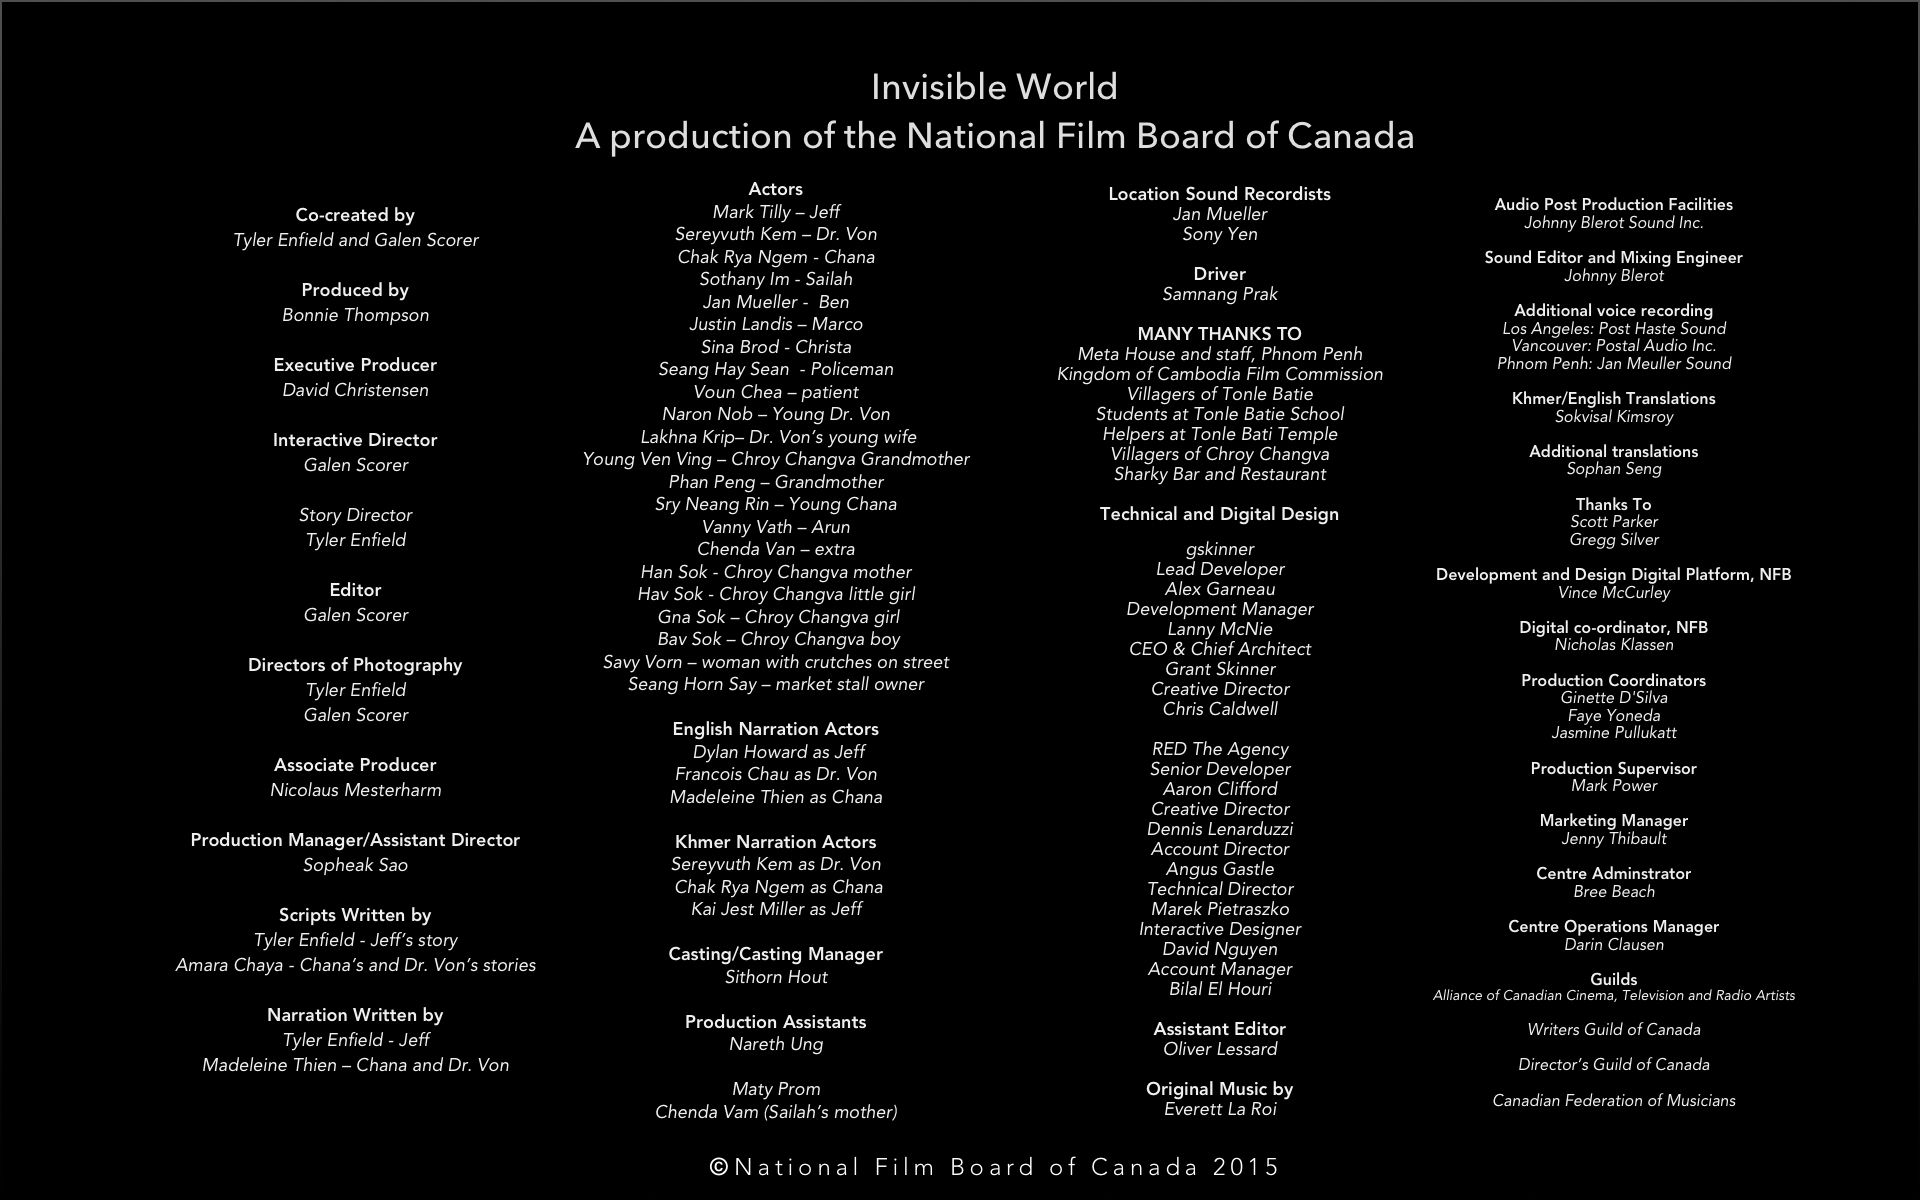 Invisible World
A production of the National Film Board of Canada
Co-created by
Tyler Enfield and Galen Scorer
Produced by
Bonnie Thompson
Executive Producer
David Christensen
Interactive Director
Galen Scorer
Story Director
Tyler Enfield
Editor
Galen Scorer
Directors of Photography
Tyler Enfield
Galen Scorer
Associate Producer
Nicolaus Mesterharm
Production Manager/Assistant Director
Sopheak Sao
Scripts Written by
Tyler Enfield - Jeff’s story
Amara Chaya - Chana’s and Dr. Von’s stories
Narration Written by
Tyler Enfield - Jeff
Madeleine Thien – Chana and Dr. Von
Actors
Mark Tilly – Jeff
Sereyvuth Kem – Dr. Von
Chak Rya Ngem - Chana
Sothany Im - Sailah
Jan Mueller -  Ben
Justin Landis – Marco
Sina Brod - Christa
Seang Hay Sean  - Policeman
Voun Chea – patient
Naron Nob – Young Dr. Von
Lakhna Krip– Dr. Von’s young wife
Young Ven Ving – Chroy Changva Grandmother
Phan Peng – Grandmother
Sry Neang Rin – Young Chana
Vanny Vath – Arun
Chenda Van – extra
Han Sok - Chroy Changva mother
Hav Sok - Chroy Changva little girl
Gna Sok – Chroy Changva girl
Bav Sok – Chroy Changva boy
Savy Vorn – woman with crutches on street
Seang Horn Say – market stall owner
English Narration Actors
Dylan Howard as Jeff
Francois Chau as Dr. Von
Madeleine Thien as Chana
Khmer Narration Actors
Sereyvuth Kem as Dr. Von
Chak Rya Ngem as Chana
Kai Jest Miller as Jeff
Casting/Casting Manager
Sithorn Hout
Production Assistants
Nareth Ung
Maty Prom
Chenda Vam (Sailah’s mother)
Location Sound Recordists
Jan Mueller
Sony Yen
Driver
Samnang Prak
MANY THANKS TO
Meta House and staff, Phnom Penh
Kingdom of Cambodia Film Commission
Villagers of Tonle Batie
Students at Tonle Batie School
Helpers at Tonle Bati Temple
Villagers of Chroy Changva
Sharky Bar and Restaurant
Technical and Digital Design
gskinner
Lead Developer
Alex Garneau
Development Manager
Lanny McNie
CEO & Chief Architect
Grant Skinner
Creative Director
Chris Caldwell
RED The Agency
Senior Developer
Aaron Clifford
Creative Director
Dennis Lenarduzzi
Account Director
Angus Gastle
Technical Director
Marek Pietraszko
Interactive Designer
David Nguyen
Account Manager
Bilal El Houri
Assistant Editor
Oliver Lessard
Original Music by
Everett La Roi
Audio Post Production Facilities
Johnny Blerot Sound Inc.
Sound Editor and Mixing Engineer
Johnny Blerot
Additional voice recording
Los Angeles: Post Haste Sound
Vancouver: Postal Audio Inc.
Phnom Penh: Jan Meuller Sound
Khmer/English Translations
Sokvisal Kimsroy
Additional translations
Sophan Seng
Thanks To
Scott Parker
Gregg Silver
Development and Design Digital Platform, NFB
Vince McCurley
Digital co-ordinator, NFB
Nicholas Klassen
Production Coordinators
Ginette D'Silva
Faye Yoneda
Jasmine Pullukatt
Production Supervisor
Mark Power
Marketing Manager
Jenny Thibault
Centre Adminstrator
Bree Beach
Centre Operations Manager
Darin Clausen
Guilds
Alliance of Canadian Cinema, Television and Radio Artists
Writers Guild of Canada
Director’s Guild of Canada
Canadian Federation of Musicians
©National Film Board of Canada 2015